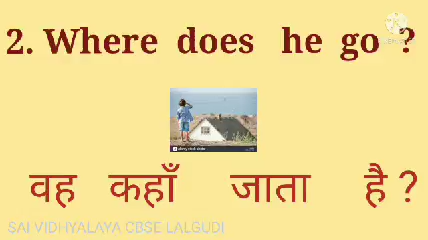 2. Where does he go ?
वह कहाँ जाता है ?
SAI VIDHYALAYA CBSE LALGUDI